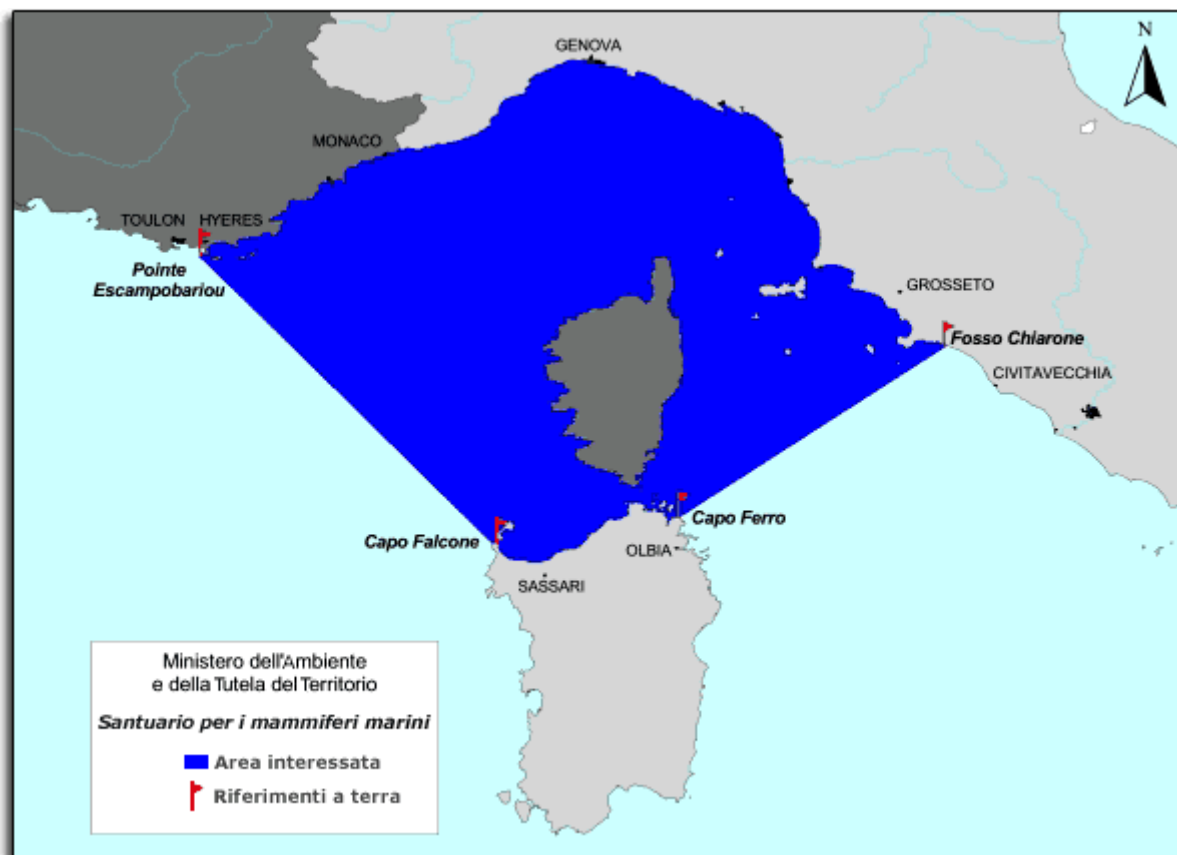 N
GENOVA
MONACO
TOULON HYERES
Pointe
Escampobariou
GROSSETO
Fosso Chiarone
CIVITAVECCHIA
Capo Falcone
Capo Ferro
OLBIA
SASSARI
Ministero dell'Ambiente
e della Tutela del Territorio
Santuario per i mammiferi marini
Area interessata
Riferimenti a terra